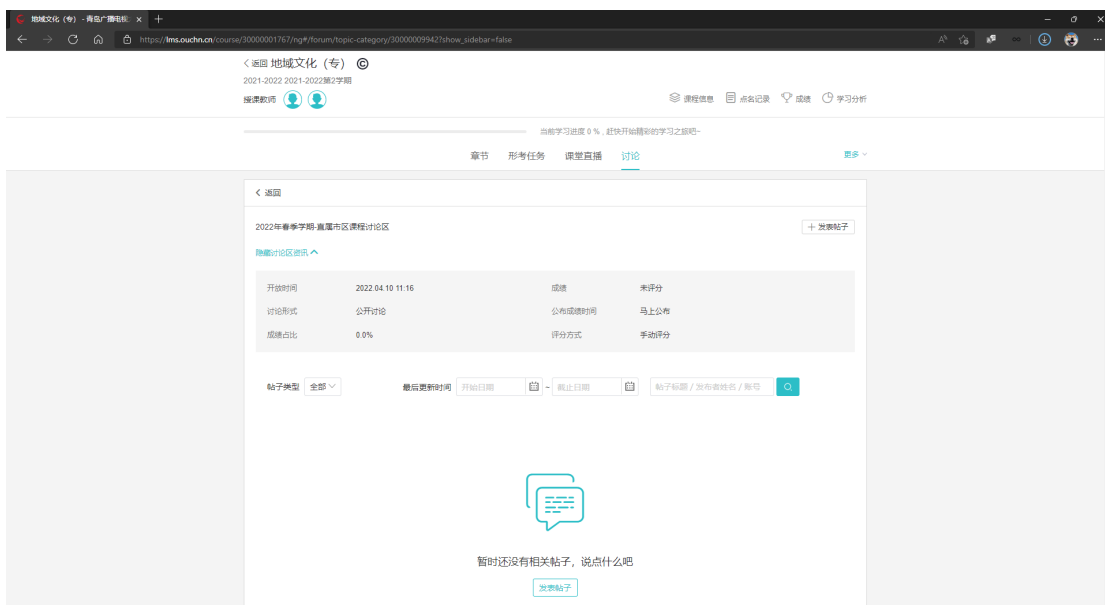 地域文化（专）- 青岛广播电视
https://lms.ouchn.cn/course/30000001767/ng#/forum/topic-category/30000009942?show_sidebar=false
返回 地域文化（专）
2021-2022 2021-2022第2学期
授课教师
课程信息 点名记录 成绩 学习分析
当前学习进度 0 % , 赶快开始精彩的学习之旅吧~
章节 形考任务 课堂直播 讨论 更多
返回
2022年春季学期-直属市区课程讨论区 发表帖子
隐藏讨论区资讯
开放时间 2022.04.10 11:16 成绩 未评分
讨论形式 公开讨论 公布成绩时间 马上公布
成绩占比 0.0% 评分方式 手动评分
帖子类型 全部 最后更新时间 开始日期 - 截止日期 帖子标题 / 发布者姓名 / 账号
暂时还没有相关帖子，说点什么吧
发表帖子